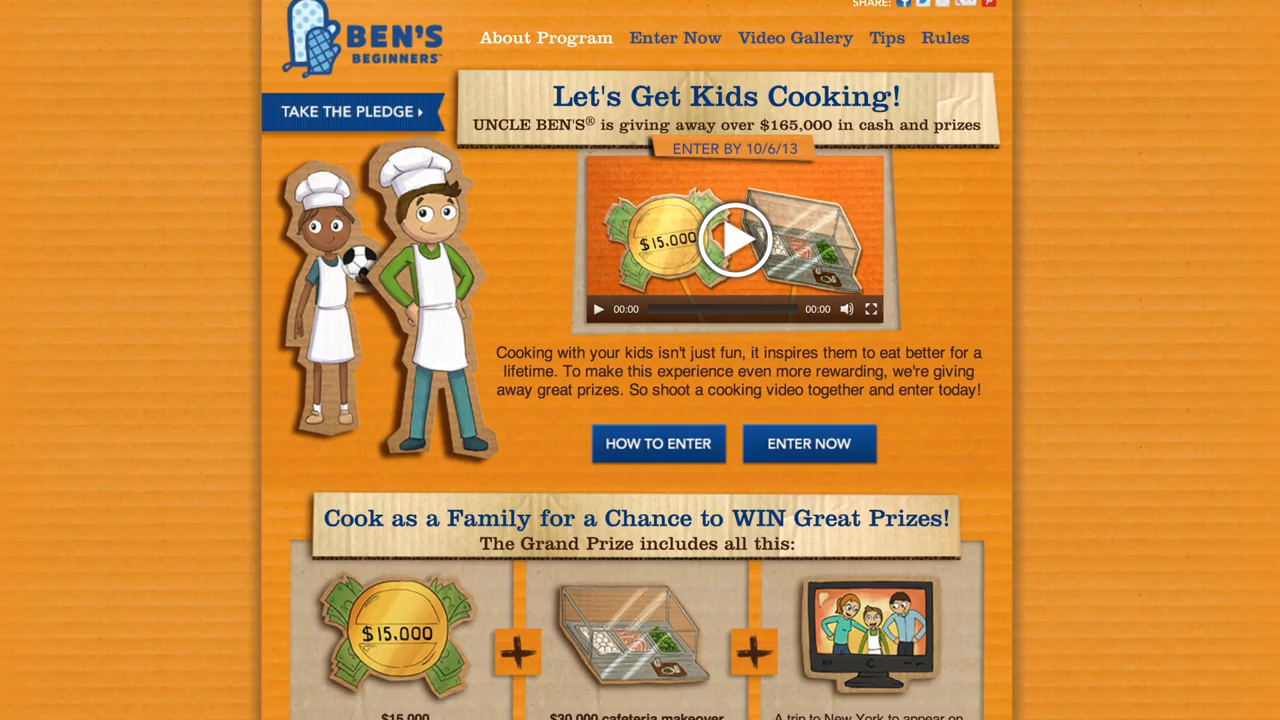 SHARE:
BEN'S
BEGINNERS™
About Program Enter Now Video Gallery Tips Rules
TAKE THE PLEDGE
Let's Get Kids Cooking!
UNCLE BEN'S® is giving away over $165,000 in cash and prizes
ENTER BY 10/6/13
$15,000
00:00 00:00
Cooking with your kids isn't just fun, it inspires them to eat better for a
lifetime. To make this experience even more rewarding, we're giving
away great prizes. So shoot a cooking video together and enter today!
HOW TO ENTER
ENTER NOW
Cook as a Family for a Chance to WIN Great Prizes!
The Grand Prize includes all this:
$15,000
$15,000
$30,000 cafeteria makeover
A trip to New York to appear on